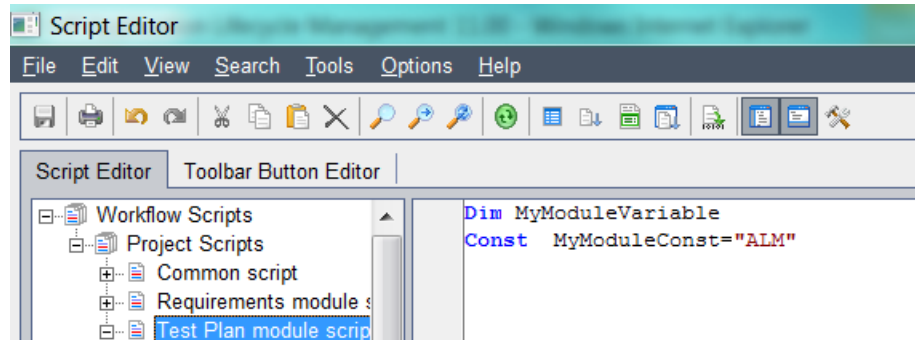 Script Editor
File Edit View Search Tools Options Help
Script Editor Toolbar Button Editor
Workflow Scripts
Project Scripts
Common script
Requirements module s
Test Plan module scrip
Dim MyModuleVariable
Const MyModuleConst="ALM"